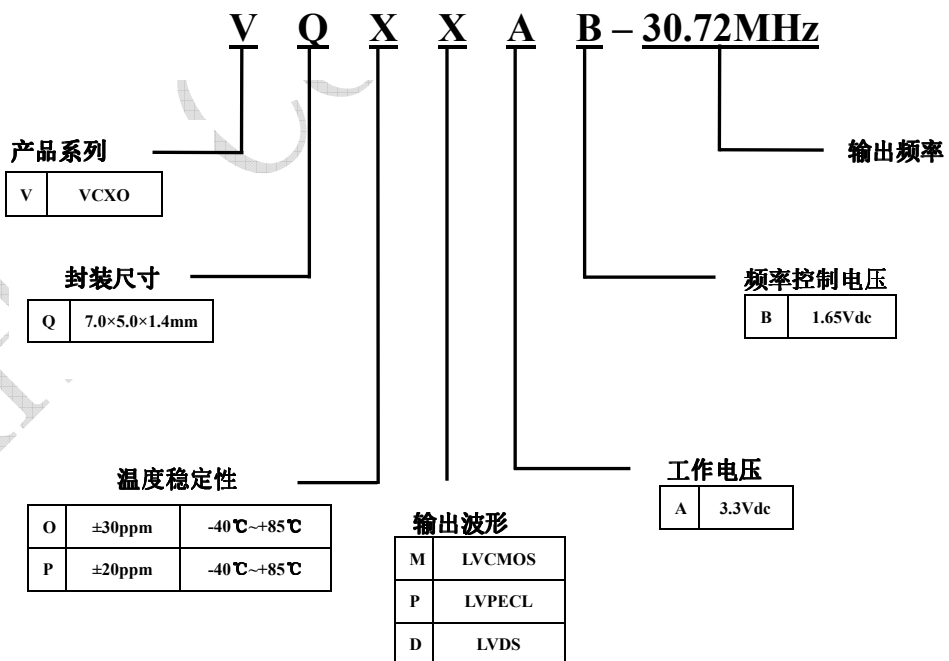 V Q X X A B – 30.72MHz
产品系列
V VCXO
输出频率
封装尺寸
Q 7.0×5.0×1.4mm
频率控制电压
B 1.65Vdc
温度稳定性
O ±30ppm -40℃~+85℃
P ±20ppm -40℃~+85℃
输出波形
M LVCMOS
P LVPECL
D LVDS
工作电压
A 3.3Vdc